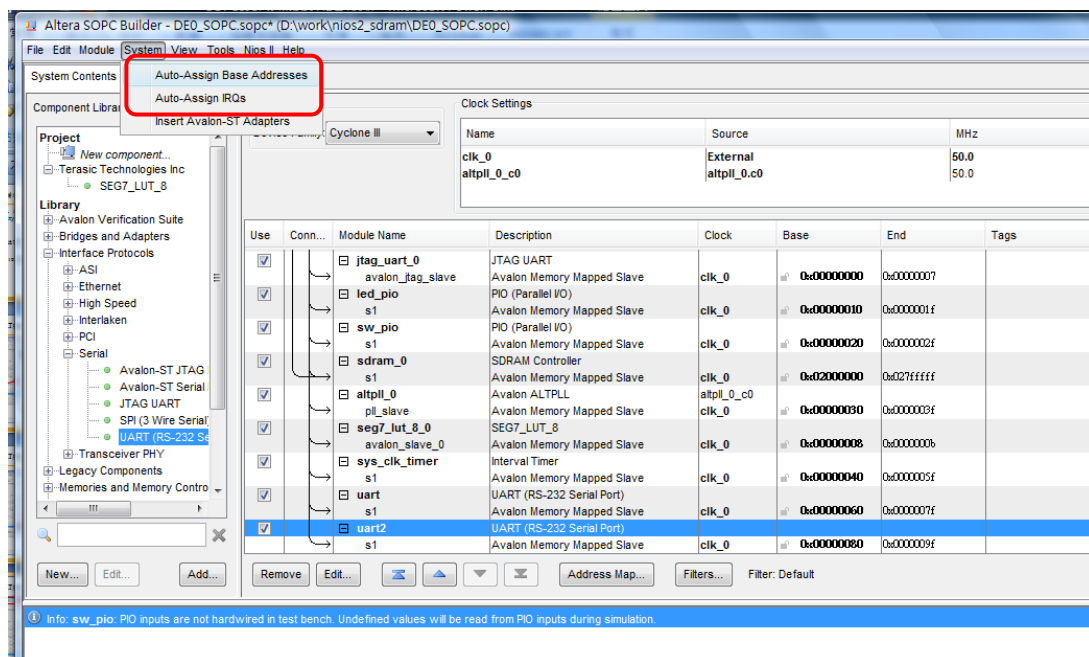 Altera SOPC Builder - DE0_SOPC.sopc* (D:\work\nios2_sdram\DE0_SOPC.sopc)
File Edit Module System View Tools Nios II Help
System Contents
Auto-Assign Base Addresses
Auto-Assign IRQs
Insert Avalon-ST Adapters
Component Librar
Project
New component...
Terasic Technologies Inc
SEG7_LUT_8
Library
Avalon Verification Suite
Bridges and Adapters
Interface Protocols
ASI
Ethernet
High Speed
Interlaken
PCI
Serial
Avalon-ST JTAG
Avalon-ST Serial
JTAG UART
SPI (3 Wire Serial)
UART (RS-232 Se
Transceiver PHY
Legacy Components
Memories and Memory Contro
New... Edit... Add...
Cyclone III
Clock Settings
Name Source MHz
clk_0 External 50.0
altpll_0_c0 altpll_0.c0 50.0
Use Conn... Module Name Description Clock Base End Tags
jtag_uart_0 JTAG UART
avalon_jtag_slave Avalon Memory Mapped Slave clk_0 0x00000000 0x00000007
led_pio PIO (Parallel I/O)
s1 Avalon Memory Mapped Slave clk_0 0x00000010 0x0000001f
sw_pio PIO (Parallel I/O)
s1 Avalon Memory Mapped Slave clk_0 0x00000020 0x0000002f
sdram_0 SDRAM Controller
s1 Avalon Memory Mapped Slave clk_0 0x02000000 0x027fffff
altpll_0 Avalon ALTPLL altpll_0_c0
pll_slave Avalon Memory Mapped Slave clk_0 0x00000030 0x0000003f
seg7_lut_8_0 SEG7_LUT_8
avalon_slave_0 Avalon Memory Mapped Slave clk_0 0x00000008 0x0000000b
sys_clk_timer Interval Timer
s1 Avalon Memory Mapped Slave clk_0 0x00000040 0x0000005f
uart UART (RS-232 Serial Port)
s1 Avalon Memory Mapped Slave clk_0 0x00000060 0x0000007f
uart2 UART (RS-232 Serial Port)
s1 Avalon Memory Mapped Slave clk_0 0x00000080 0x0000009f
Remove Edit... Address Map... Filters... Filter: Default
Info: sw_pio: PIO inputs are not hardwired in test bench. Undefined values will be read from PIO inputs during simulation.